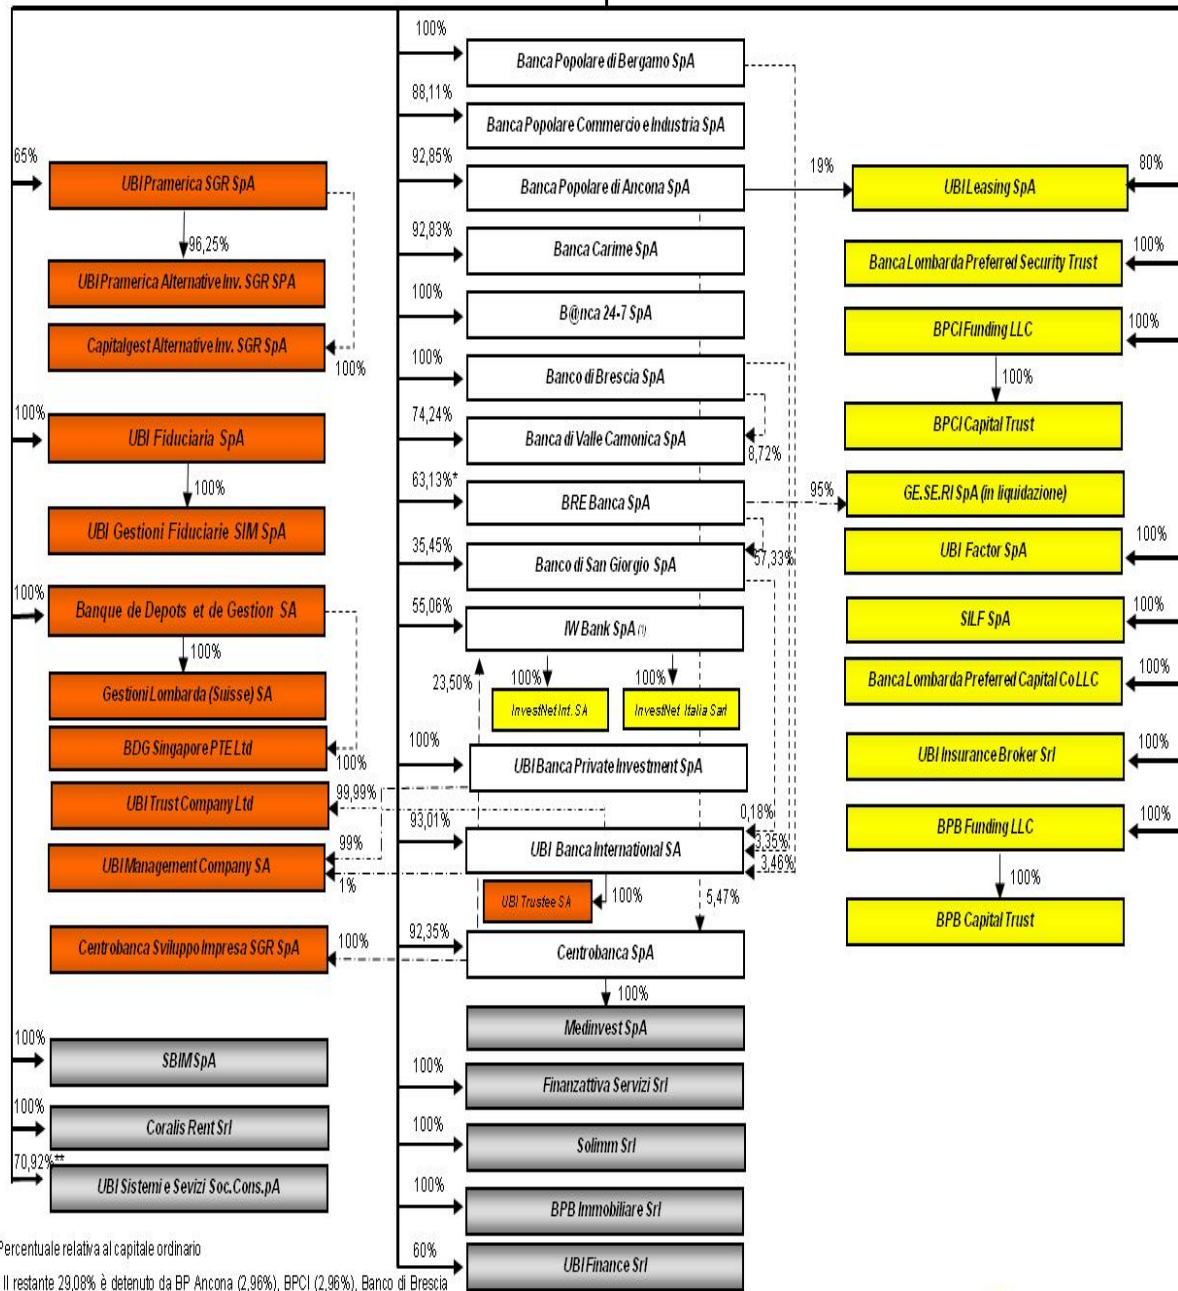 65%
UBI Pramerica SGR SpA
96,25%
UBI Pramerica Alternative Inv. SGR SPA
Capitalgest Alternative Inv. SGR SpA
100%
100%
UBI Fiduciaria SpA
100%
UBI Gestioni Fiduciarie SIM SpA
100%
Banque de Depots et de Gestion SA
100%
Gestioni Lombarda (Suisse) SA
BDG Singapore PTE Ltd
100%
UBI Trust Company Ltd
99,99%
UBI Management Company SA
99%
1%
Centrobanca Sviluppo Impresa SGR SpA
100%
100%
SBIM SpA
100%
Coralis Rent Srl
70,92%**
UBI Sistemi e Sevizi Soc.Cons.pA
100%
Banca Popolare di Bergamo SpA
88,11%
Banca Popolare Commercio e Industria SpA
92,85%
Banca Popolare di Ancona SpA
92,83%
Banca Carime SpA
100%
B@nca 24-7 SpA
100%
Banco di Brescia SpA
74,24%
Banca di Valle Camonica SpA
8,72%
63,13%*
BRE Banca SpA
35,45%
Banco di San Giorgio SpA
57,33%
55,06%
IW Bank SpA (1)
23,50%
100%
100%
InvestNet Int. SA
InvestNet Italia Sarl
100%
UBI Banca Private Investment SpA
93,01%
UBI Banca International SA
0,18%
3,35%
3,46%
UBI Trustee SA
100%
5,47%
92,35%
Centrobanca SpA
100%
Medinvest SpA
100%
Finanzattiva Servizi Srl
100%
Solimm Srl
100%
BPB Immobiliare Srl
60%
UBI Finance Srl
19%
UBI Leasing SpA
80%
Banca Lombarda Preferred Security Trust
100%
BPCI Funding LLC
100%
100%
BPCI Capital Trust
95%
GE.SE.RI SpA (in liquidazione)
UBI Factor SpA
100%
SILF SpA
100%
Banca Lombarda Preferred Capital Co LLC
100%
UBI Insurance Broker Srl
100%
BPB Funding LLC
100%
100%
BPB Capital Trust
Percentuale relativa al capitale ordinario
Il restante 29,08% è detenuto da BP Ancona (2,96%), BPCI (2,96%), Banco di Brescia